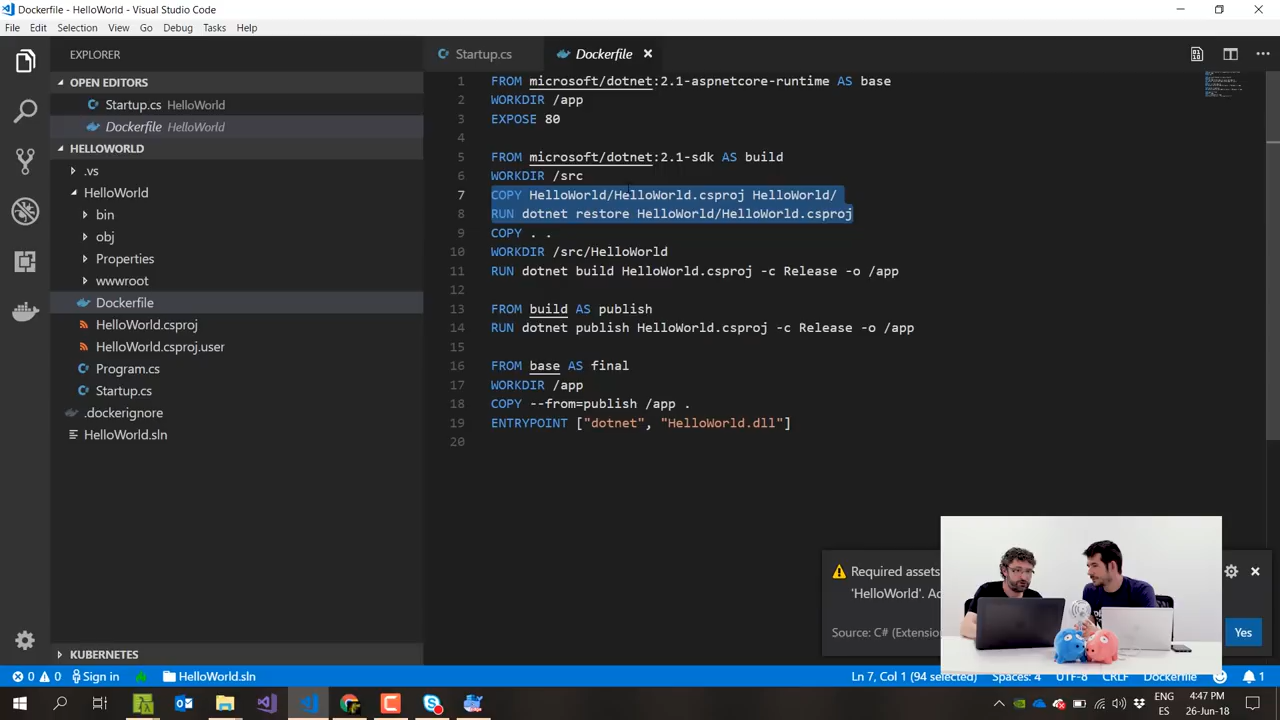 Dockerfile - HelloWorld - Visual Studio Code
File Edit Selection View Go Debug Tasks Help
EXPLORER
OPEN EDITORS
Startup.cs HelloWorld
Dockerfile HelloWorld
HELLOWORLD
.vs
HelloWorld
bin
obj
Properties
wwwroot
Dockerfile
HelloWorld.csproj
HelloWorld.csproj.user
Program.cs
Startup.cs
.dockerignore
HelloWorld.sln
KUBERNETES
Startup.cs
Dockerfile
1 FROM microsoft/dotnet:2.1-aspnetcore-runtime AS base
2 WORKDIR /app
3 EXPOSE 80
4
5 FROM microsoft/dotnet:2.1-sdk AS build
6 WORKDIR /src
7 COPY HelloWorld/HelloWorld.csproj HelloWorld/
8 RUN dotnet restore HelloWorld/HelloWorld.csproj
9 COPY . .
10 WORKDIR /src/HelloWorld
11 RUN dotnet build HelloWorld.csproj -c Release -o /app
12
13 FROM build AS publish
14 RUN dotnet publish HelloWorld.csproj -c Release -o /app
15
16 FROM base AS final
17 WORKDIR /app
18 COPY --from=publish /app .
19 ENTRYPOINT ["dotnet", "HelloWorld.dll"]
20
Required assets
'HelloWorld'. Ad
Source: C# (Extension
Yes
0 0 Sign in HelloWorld.sln
Ln 7, Col 1 (94 selected) Spaces: 4 UTF-8 CRLF Dockerfile 1
ENG
ES
4:47 PM
26-Jun-18